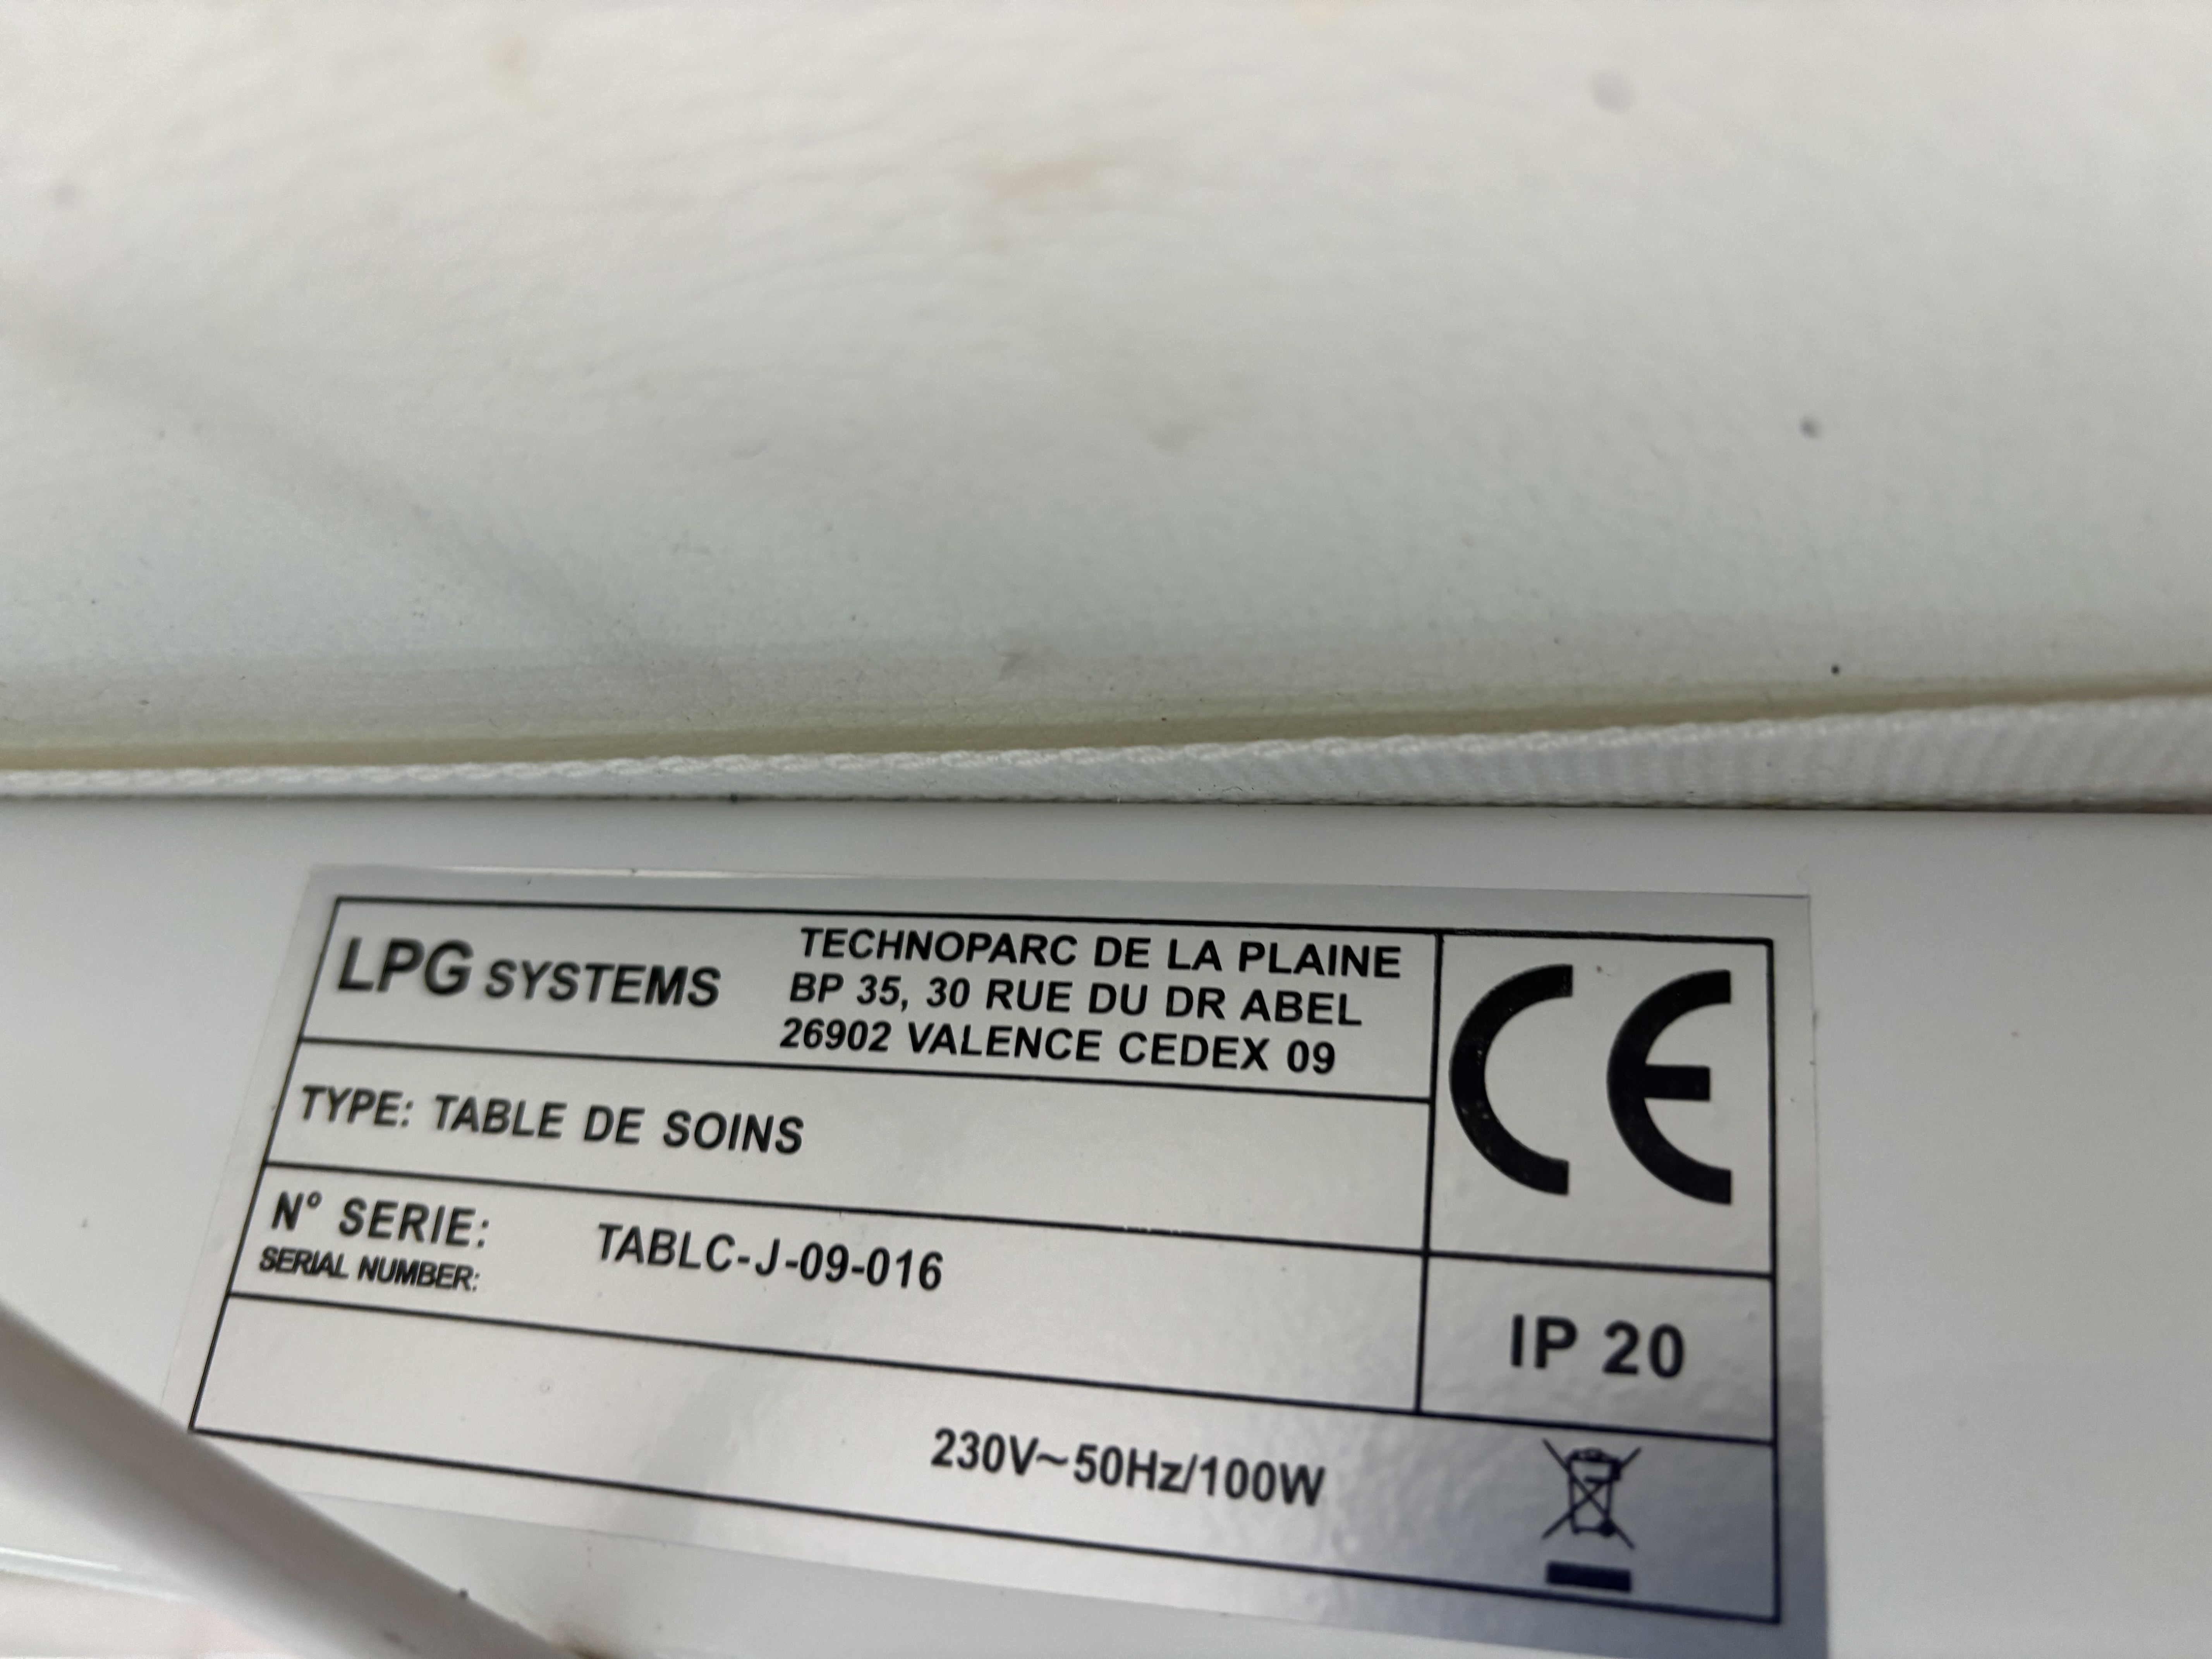 LPG SYSTEMS
TECHNOPARC DE LA PLAINE
BP 35, 30 RUE DU DR ABEL
26902 VALENCE CEDEX 09
CE
TYPE: TABLE DE SOINS
N° SERIE: TABLC-J-09-016
SERIAL NUMBER:
IP 20
230V~50Hz/100W